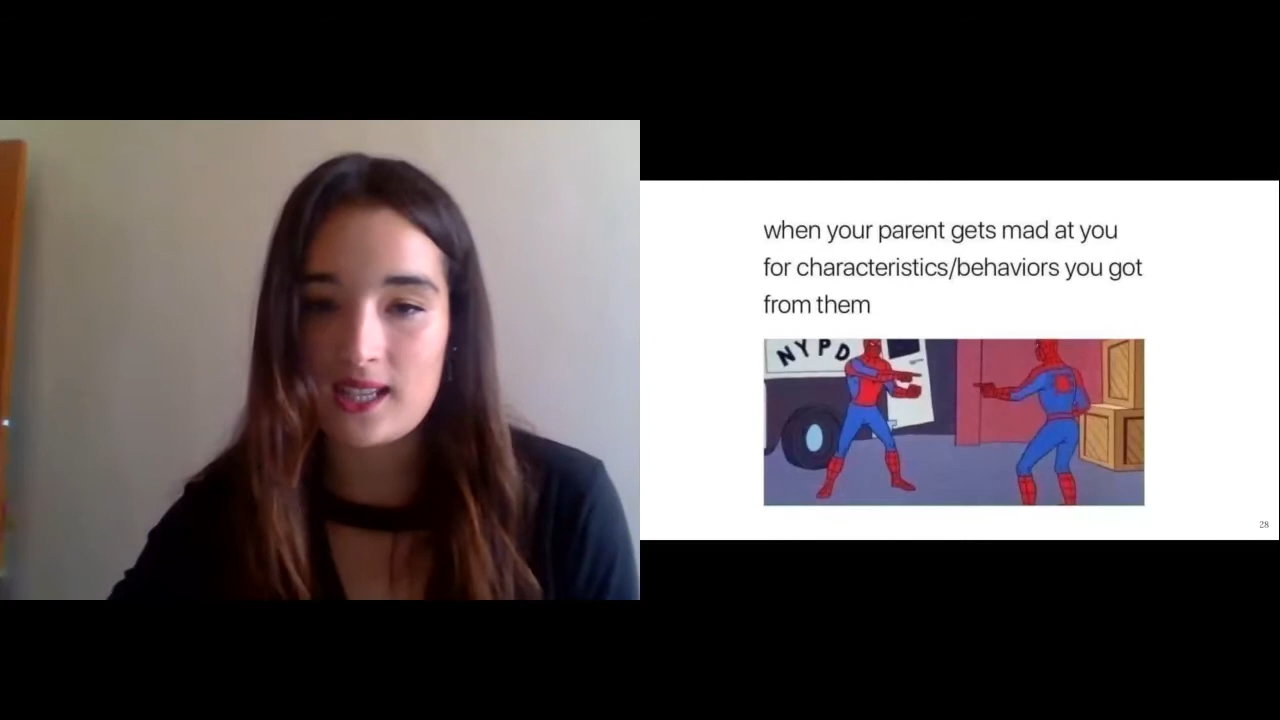 when your parent gets mad at you
for characteristics/behaviors you got
from them
NYPD
28